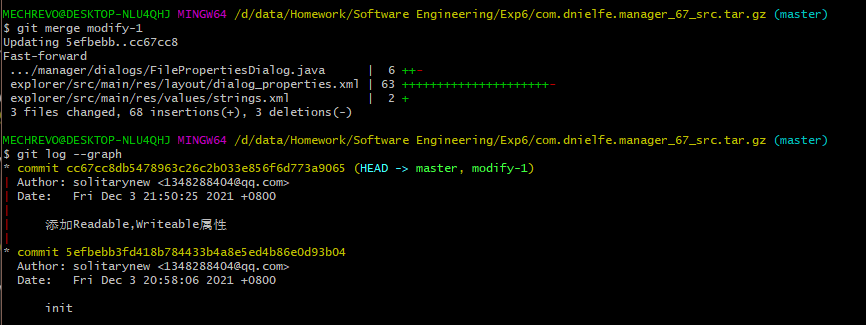 MECHREVO@DESKTOP-NLU4QHJ MINGW64 /d/data/Homework/Software Engineering/Exp6/com.dnielfe.manager_67_src.tar.gz (master)
$ git merge modify-1
Updating 5efbebb..cc67cc8
Fast-forward
 .../manager/dialogs/FilePropertiesDialog.java      |  6 ++-
 explorer/src/main/res/layout/dialog_properties.xml | 63 +++++++++++++++++++++-
 explorer/src/main/res/values/strings.xml           |  2 +
 3 files changed, 68 insertions(+), 3 deletions(-)
MECHREVO@DESKTOP-NLU4QHJ MINGW64 /d/data/Homework/Software Engineering/Exp6/com.dnielfe.manager_67_src.tar.gz (master)
$ git log --graph
* commit cc67cc8db5478963c26c2b033e856f6d773a9065 (HEAD -> master, modify-1)
| Author: solitarynew <1348288404@qq.com>
| Date:   Fri Dec 3 21:50:25 2021 +0800
|
|     添加Readable,Writeable属性
|
* commit 5efbebb3fd418b784433b4a8e5ed4b86e0d93b04
  Author: solitarynew <1348288404@qq.com>
  Date:   Fri Dec 3 20:58:06 2021 +0800
      init